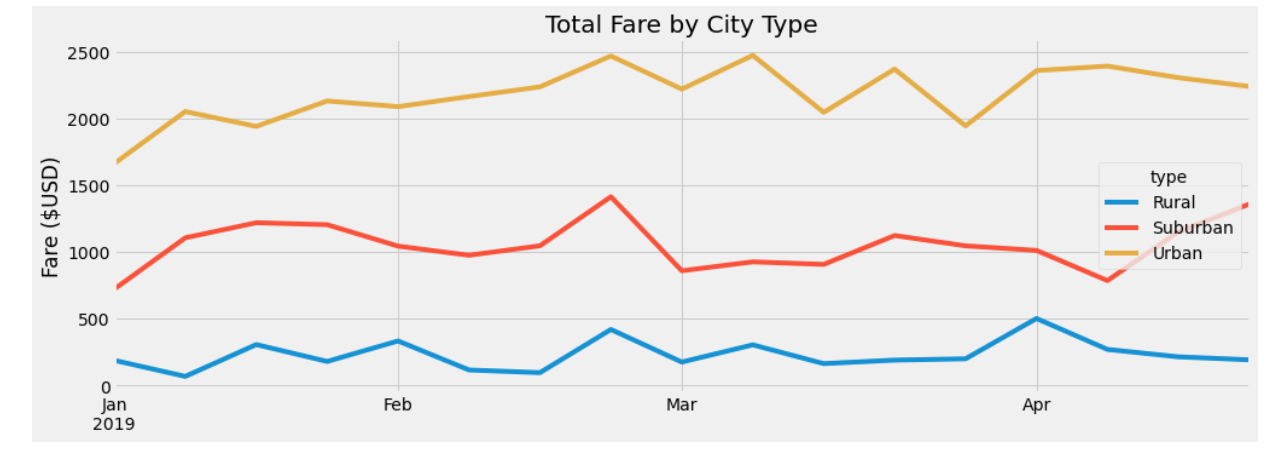 Total Fare by City Type
Fare ($USD)
2500
2000
1500
1000
500
0
type
Rural
Suburban
Urban
Jan
2019
Feb
Mar
Apr